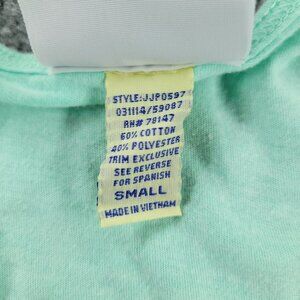 STYLE:JJP0597
031114/59087
RH# 78147
60% COTTON
40% POLYESTER
TRIM EXCLUSIVE
SEE REVERSE
FOR SPANISH
SMALL
MADE IN VIETNAM